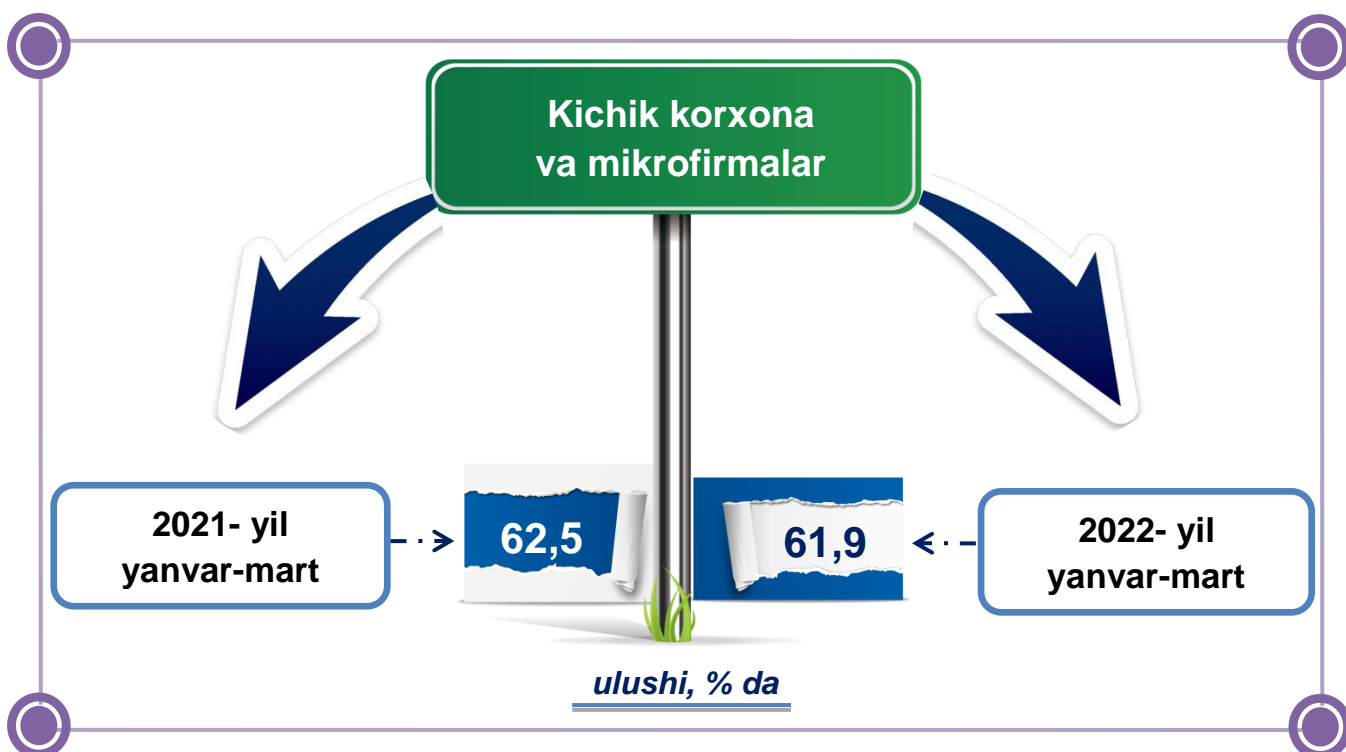 Kichik korxona
va mikrofirmalar
2021- yil
yanvar-mart
62,5
61,9
2022- yil
yanvar-mart
ulushi, % da